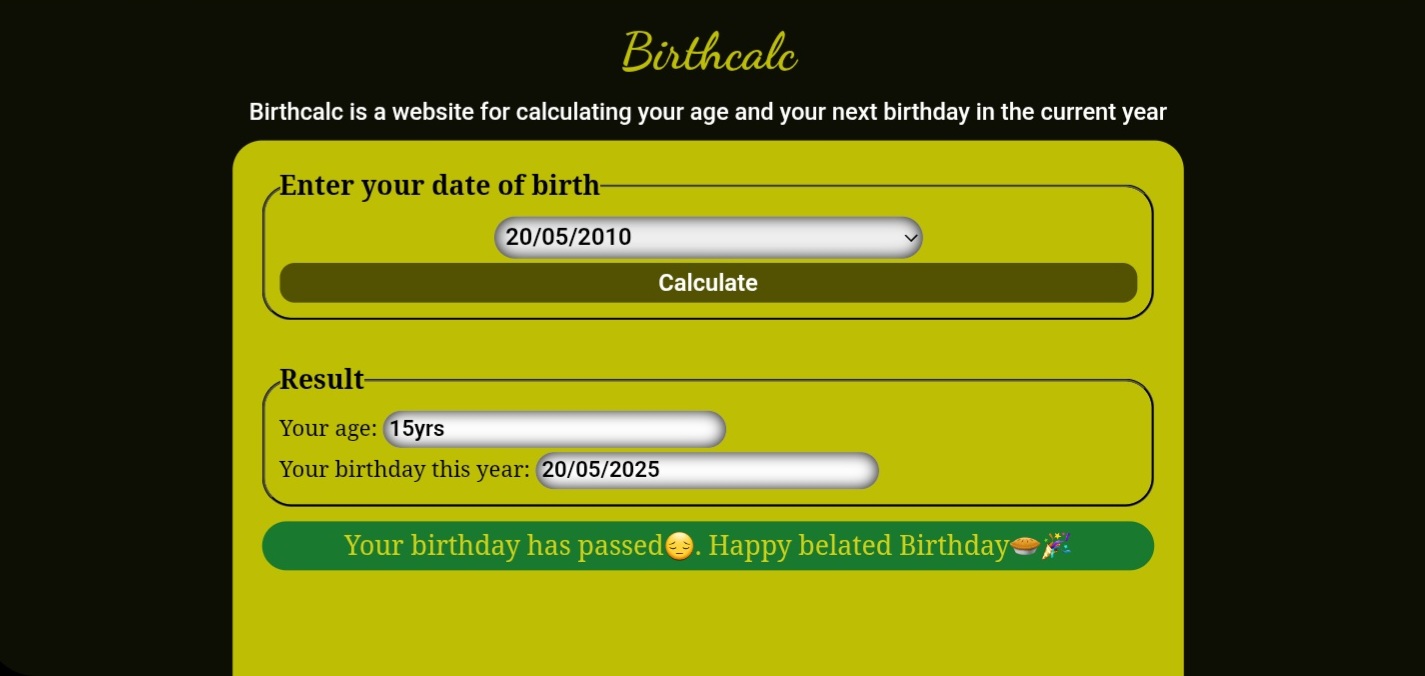 Birthcalc
Birthcalc is a website for calculating your age and your next birthday in the current year
Enter your date of birth
20/05/2010
Calculate
Result
Your age: 15yrs
Your birthday this year: 20/05/2025
Your birthday has passed😔. Happy belated Birthday🥧🎉